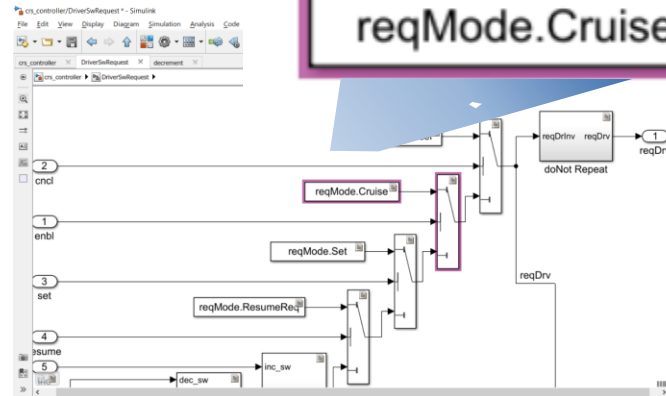 crs_controller/DriverSwRequest * - Simulink
File Edit View Display Diagram Simulation Analysis Code
crs_controller × DriverSwRequest × decrement ×
crs_controller DriverSwRequest
reqMode.Cruise
reqDrInv reqDrv
1
reqDr
doNot Repeat
2
cncl
reqMode.Cruise
1
enbl
reqMode.Set
reqDrv
3
set
reqMode.ResumeReq
4
esume
5
inc_sw
dec_sw